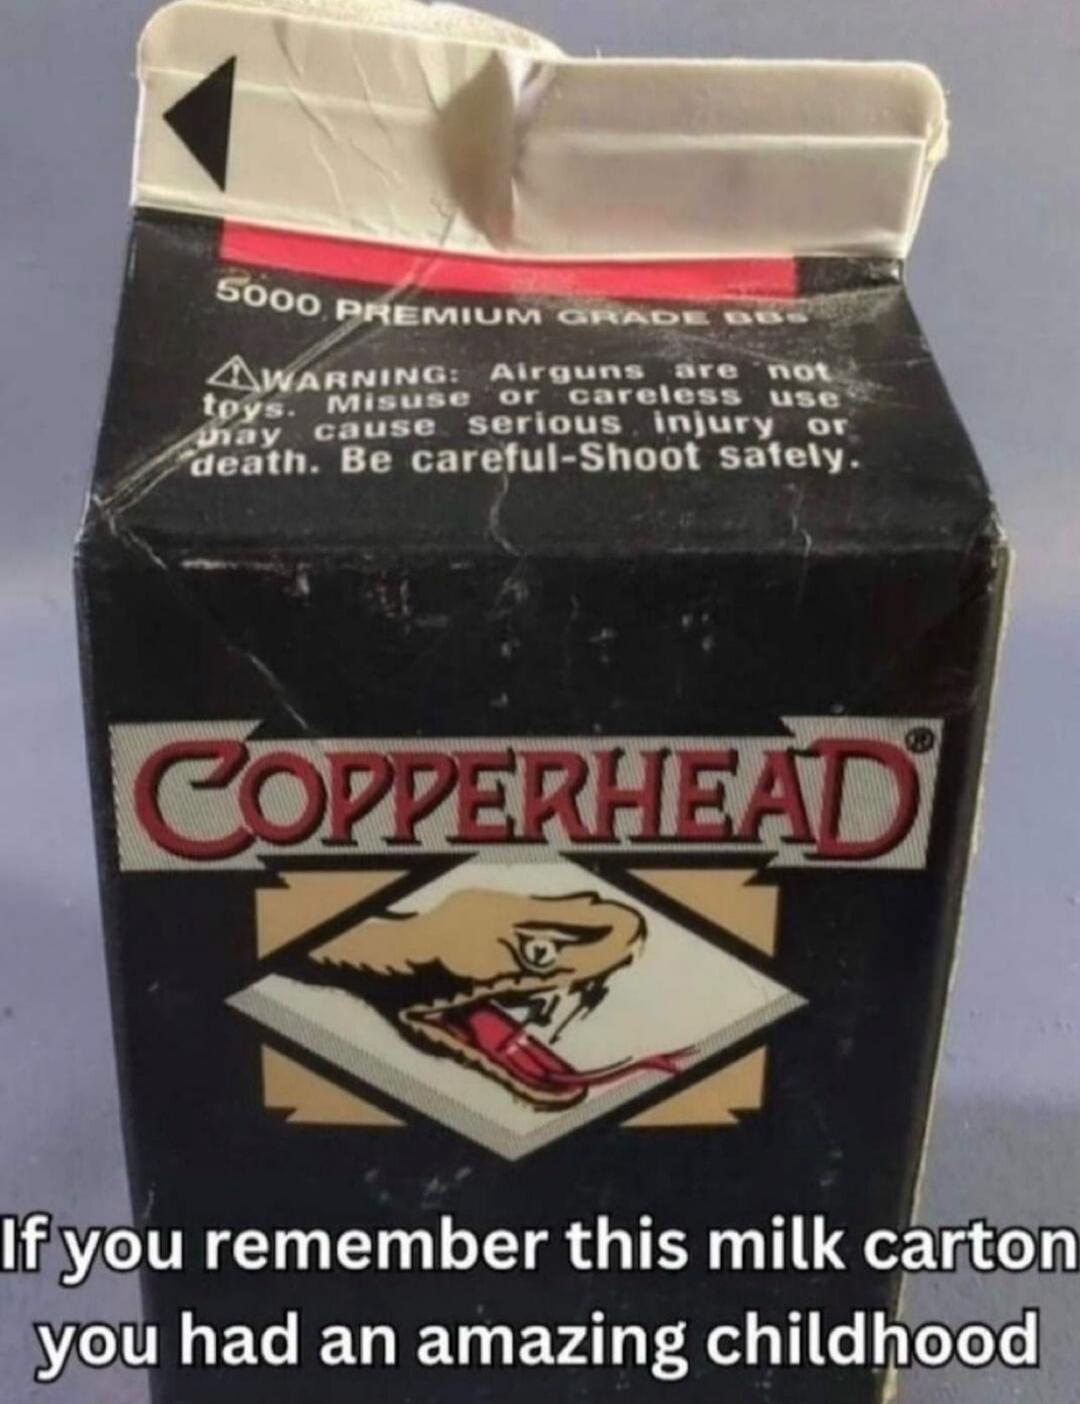 5000 PREMIUM GRADE BBs
⚠WARNING: Airguns are not
toys. Misuse or careless use
may cause serious injury or
death. Be careful-Shoot safely.
COPPERHEAD®
If you remember this milk carton
you had an amazing childhood